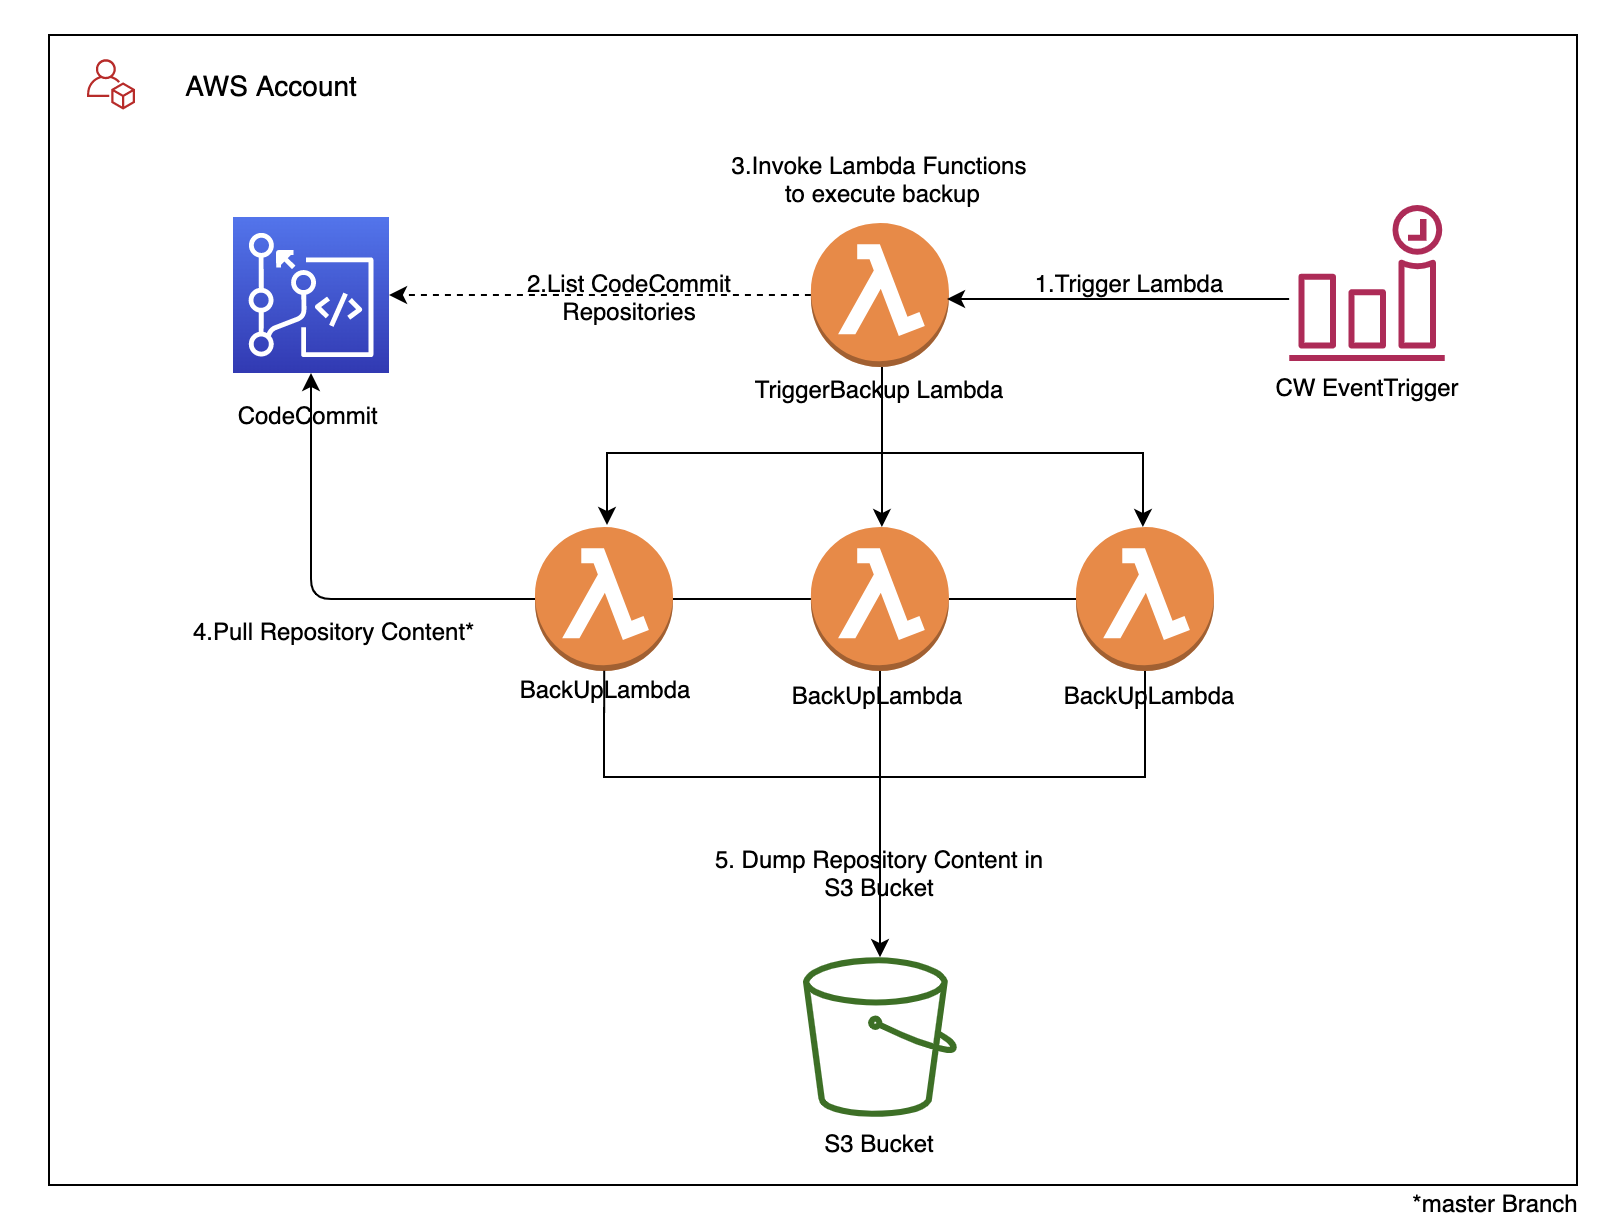 AWS Account
3.Invoke Lambda Functions
to execute backup
2.List CodeCommit
Repositories
1.Trigger Lambda
TriggerBackup Lambda
CW EventTrigger
CodeCommit
4.Pull Repository Content*
BackUpLambda
BackUpLambda
BackUpLambda
5. Dump Repository Content in
S3 Bucket
S3 Bucket
*master Branch